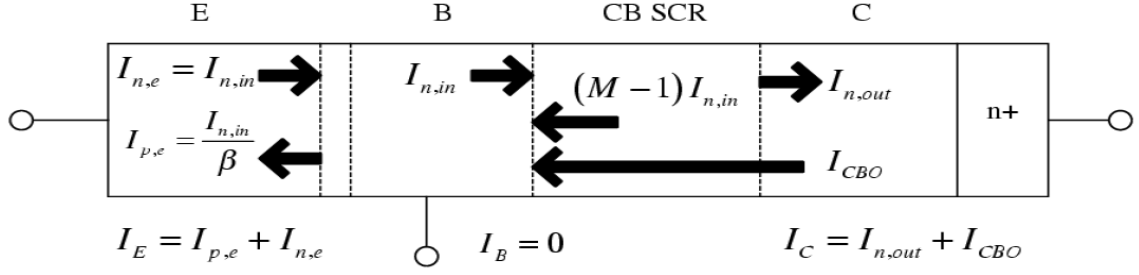 E B CB SCR C
I_{n,e} = I_{n,in} I_{n,in} (M − 1) I_{n,in} I_{n,out} n+
I_{p,e} = \frac{I_{n,in}}{β} I_{CBO}
I_E = I_{p,e} + I_{n,e} I_B = 0 I_C = I_{n,out} + I_{CBO}